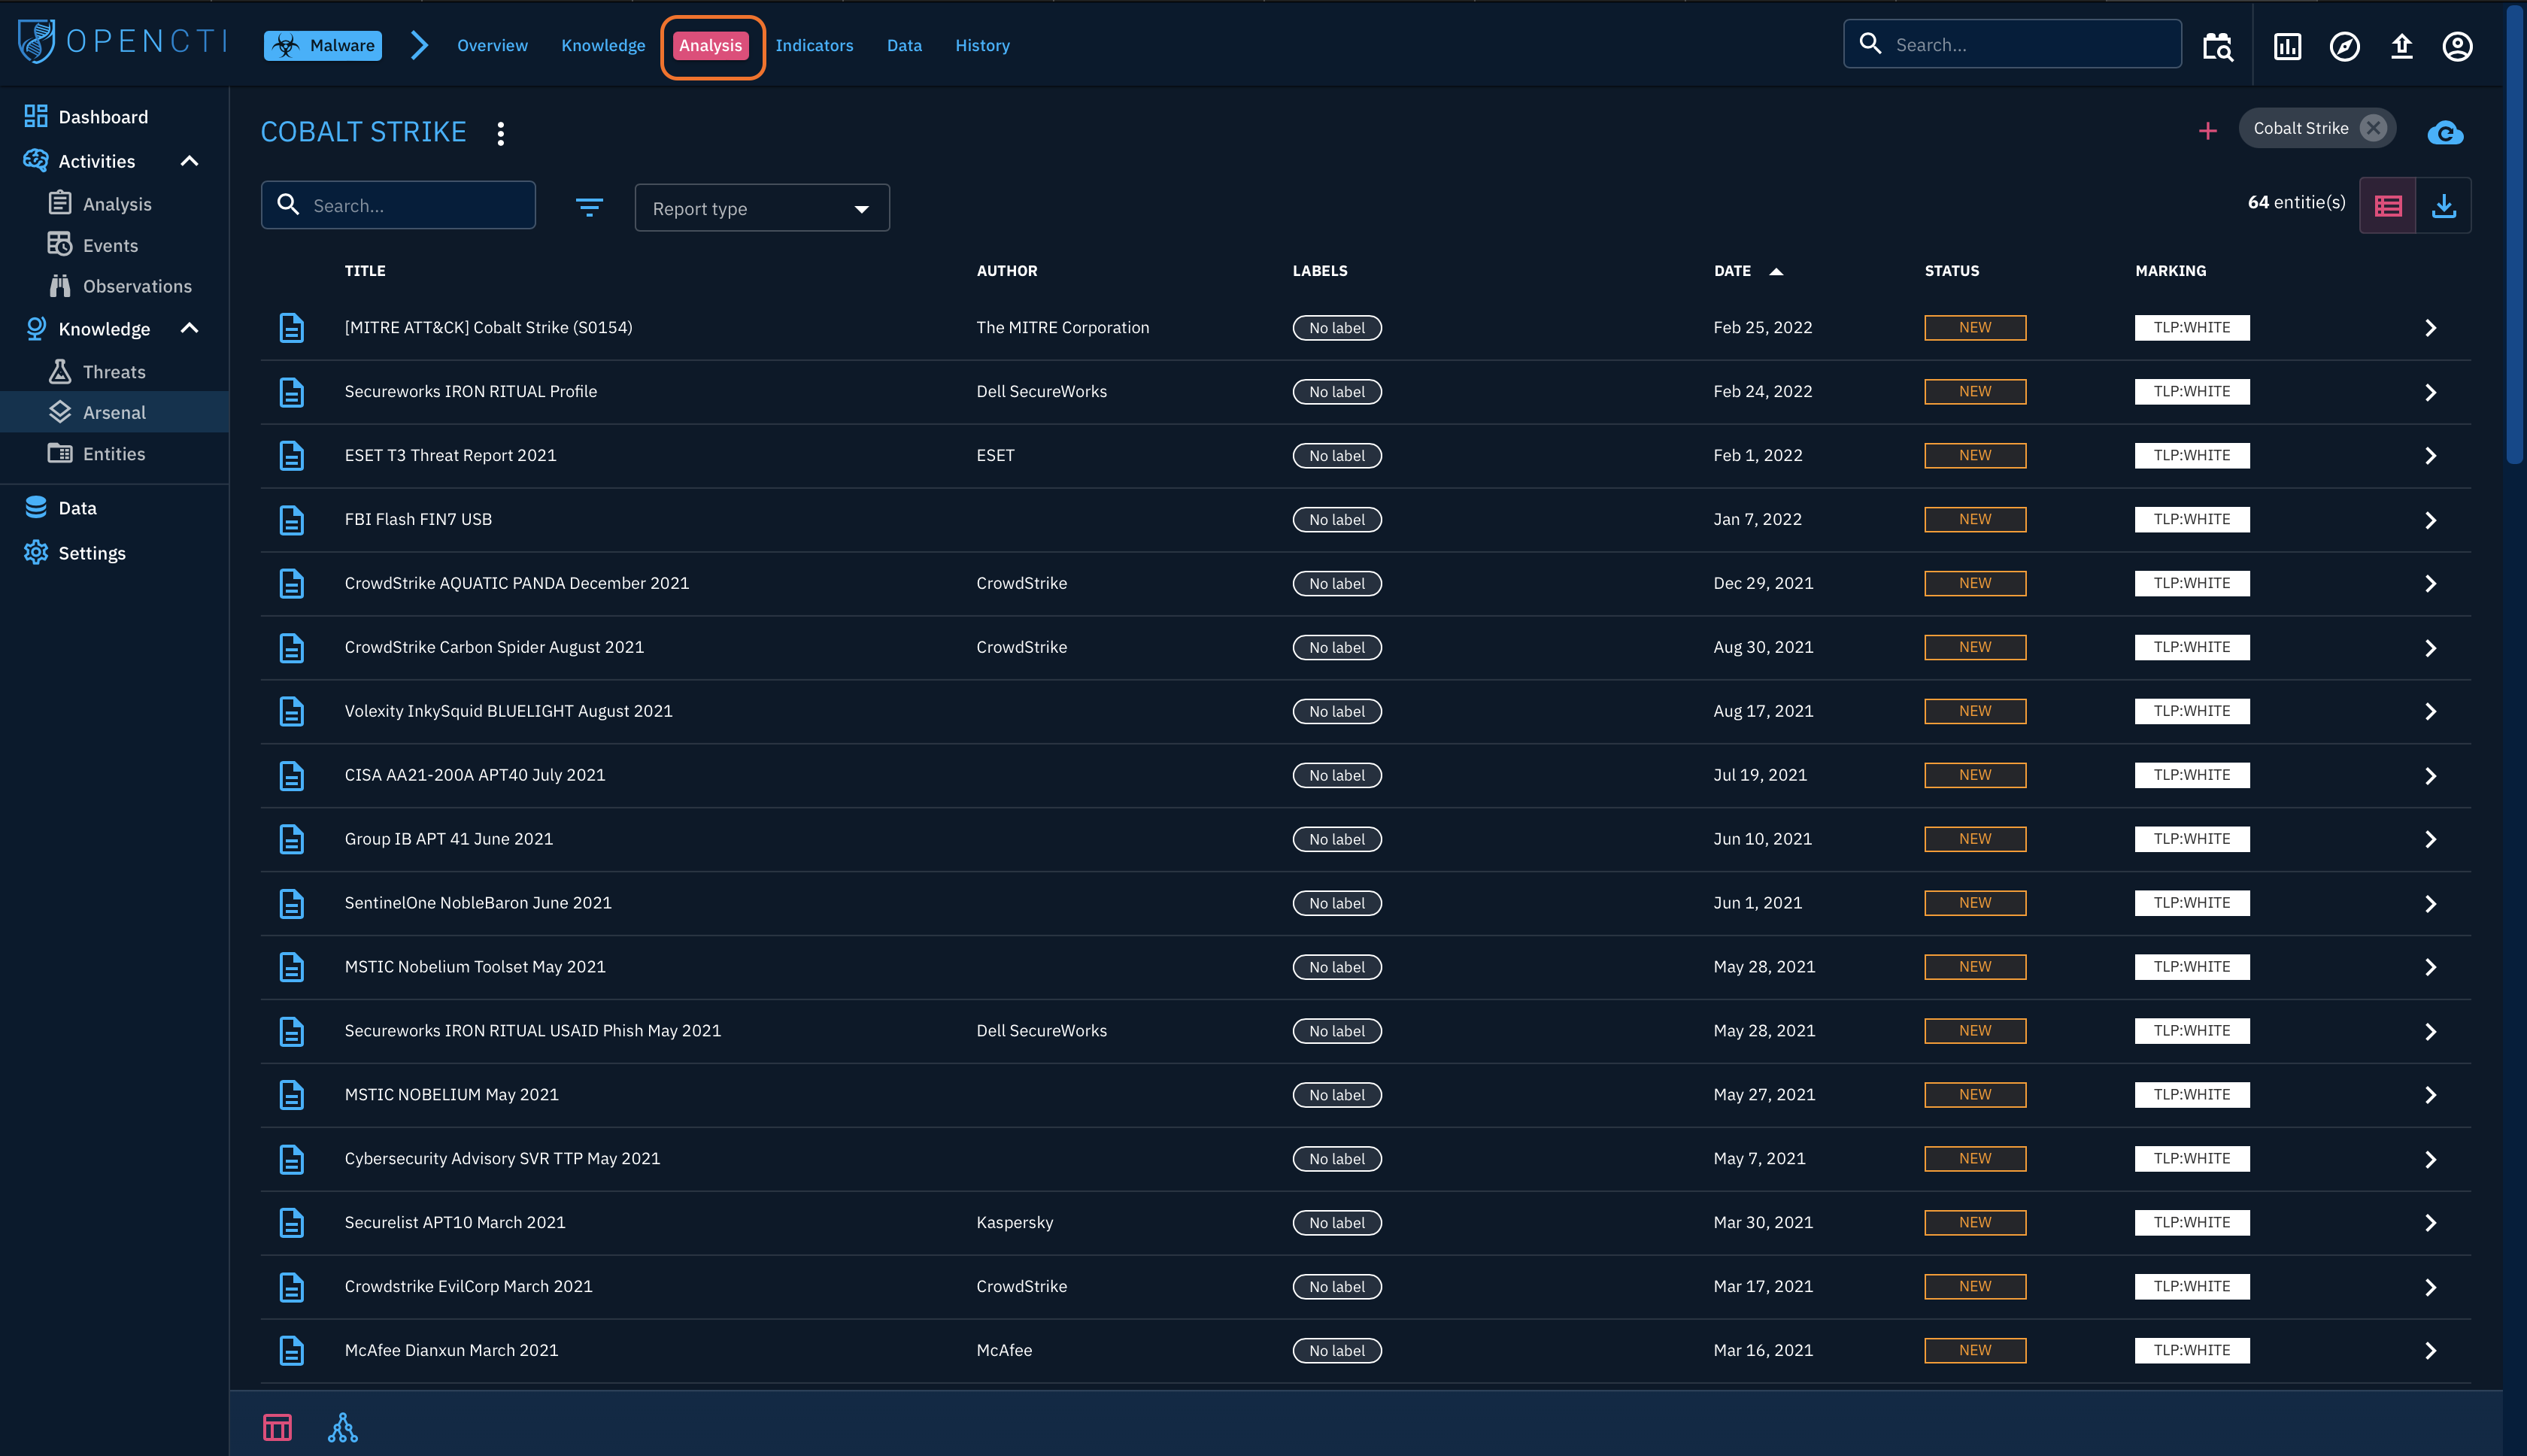 OPENCTI
Malware
Overview
Knowledge
Analysis
Indicators
Data
History
Search...
Dashboard
Activities
Analysis
Events
Observations
Knowledge
Threats
Arsenal
Entities
Data
Settings
COBALT STRIKE
Cobalt Strike
Search...
Report type
64 entitie(s)
TITLE AUTHOR LABELS DATE STATUS MARKING
[MITRE ATT&CK] Cobalt Strike (S0154) The MITRE Corporation No label Feb 25, 2022 NEW TLP:WHITE
Secureworks IRON RITUAL Profile Dell SecureWorks No label Feb 24, 2022 NEW TLP:WHITE
ESET T3 Threat Report 2021 ESET No label Feb 1, 2022 NEW TLP:WHITE
FBI Flash FIN7 USB No label Jan 7, 2022 NEW TLP:WHITE
CrowdStrike AQUATIC PANDA December 2021 CrowdStrike No label Dec 29, 2021 NEW TLP:WHITE
CrowdStrike Carbon Spider August 2021 CrowdStrike No label Aug 30, 2021 NEW TLP:WHITE
Volexity InkySquid BLUELIGHT August 2021 No label Aug 17, 2021 NEW TLP:WHITE
CISA AA21-200A APT40 July 2021 No label Jul 19, 2021 NEW TLP:WHITE
Group IB APT 41 June 2021 No label Jun 10, 2021 NEW TLP:WHITE
SentinelOne NobleBaron June 2021 No label Jun 1, 2021 NEW TLP:WHITE
MSTIC Nobelium Toolset May 2021 No label May 28, 2021 NEW TLP:WHITE
Secureworks IRON RITUAL USAID Phish May 2021 Dell SecureWorks No label May 28, 2021 NEW TLP:WHITE
MSTIC NOBELIUM May 2021 No label May 27, 2021 NEW TLP:WHITE
Cybersecurity Advisory SVR TTP May 2021 No label May 7, 2021 NEW TLP:WHITE
Securelist APT10 March 2021 Kaspersky No label Mar 30, 2021 NEW TLP:WHITE
Crowdstrike EvilCorp March 2021 CrowdStrike No label Mar 17, 2021 NEW TLP:WHITE
McAfee Dianxun March 2021 McAfee No label Mar 16, 2021 NEW TLP:WHITE